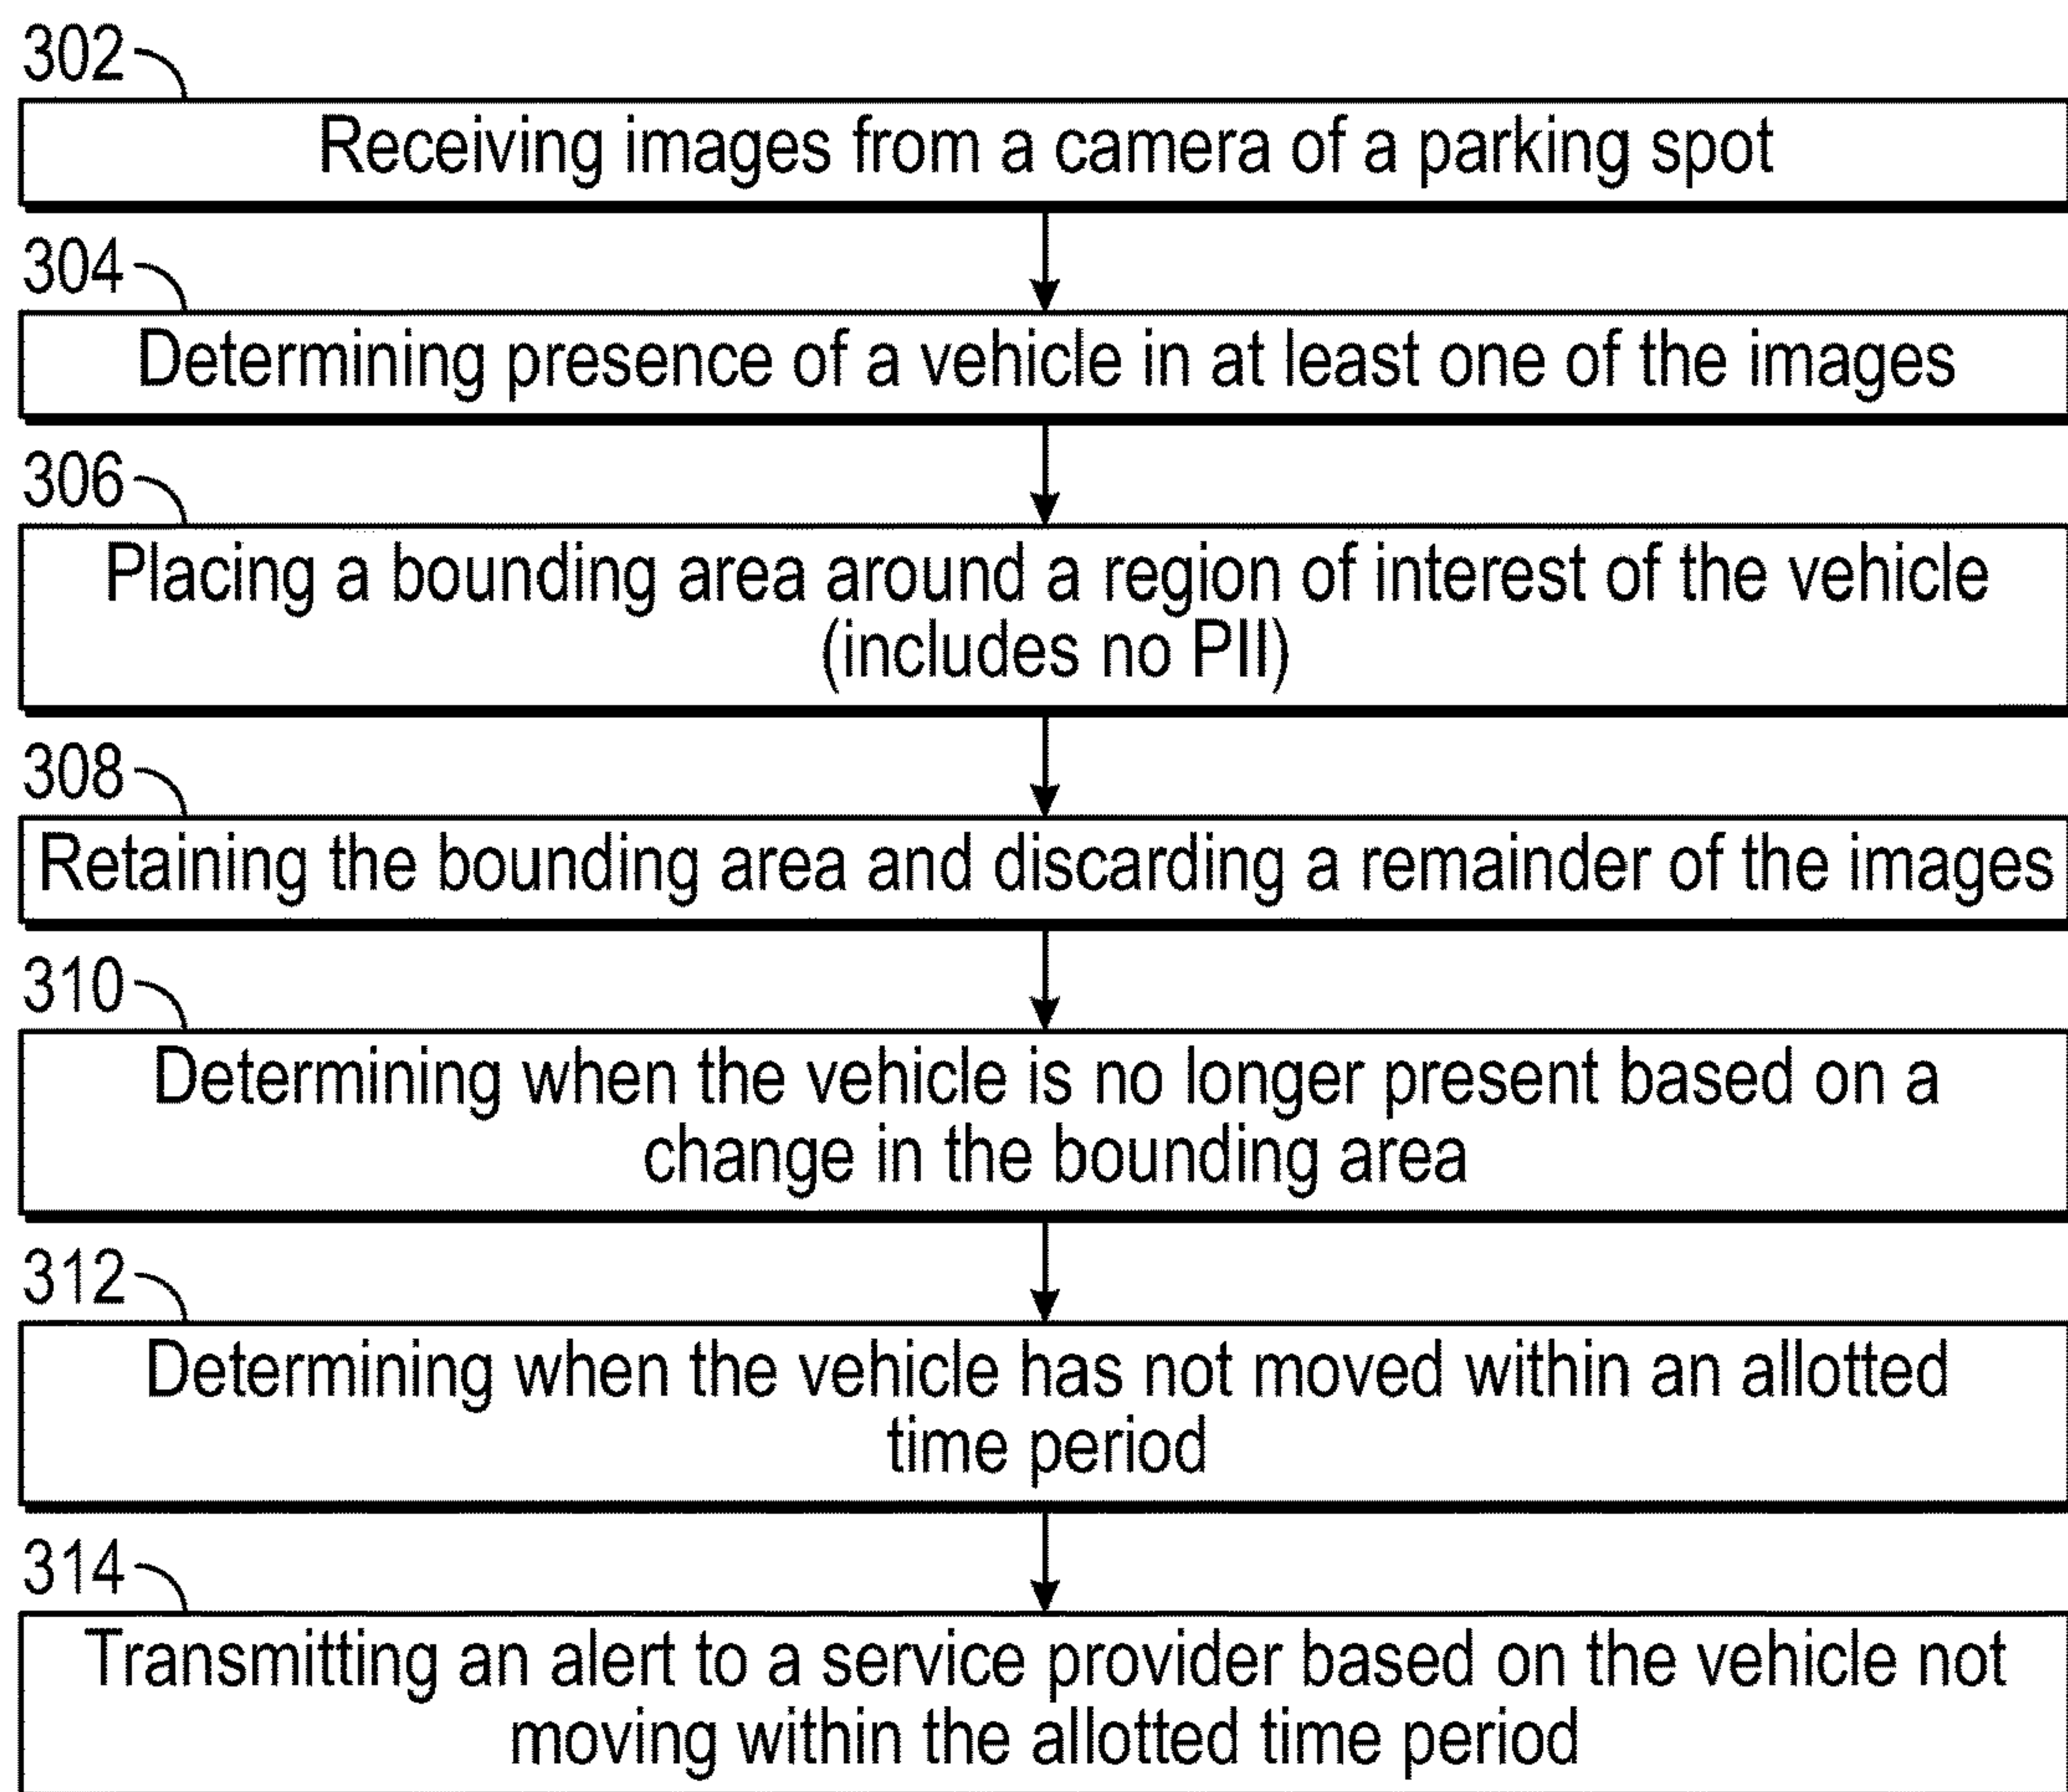 302
Receiving images from a camera of a parking spot
304
Determining presence of a vehicle in at least one of the images
306
Placing a bounding area around a region of interest of the vehicle
(includes no PII)
308
Retaining the bounding area and discarding a remainder of the images
310
Determining when the vehicle is no longer present based on a
change in the bounding area
312
Determining when the vehicle has not moved within an allotted
time period
314
Transmitting an alert to a service provider based on the vehicle not
moving within the allotted time period